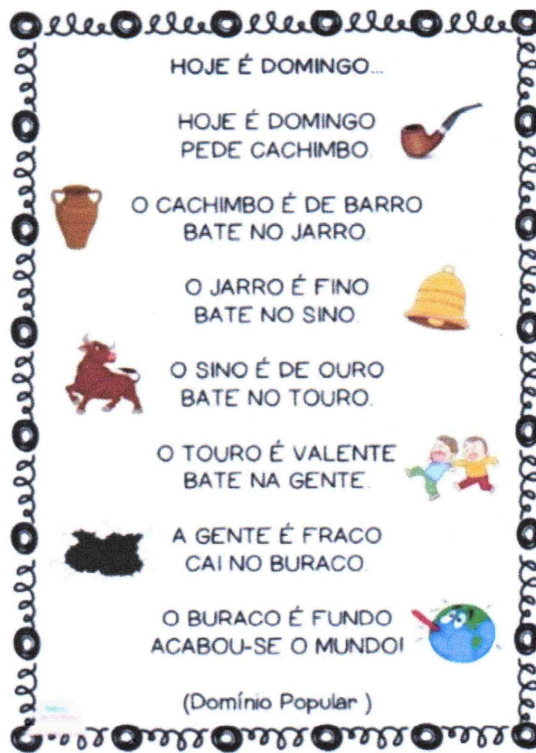 HOJE É DOMINGO...
HOJE É DOMINGO
PEDE CACHIMBO.
O CACHIMBO É DE BARRO
BATE NO JARRO.
O JARRO É FINO
BATE NO SINO.
O SINO É DE OURO
BATE NO TOURO.
O TOURO É VALENTE
BATE NA GENTE.
A GENTE É FRACO
CAI NO BURACO.
O BURACO É FUNDO
ACABOU-SE O MUNDO!
(Domínio Popular )